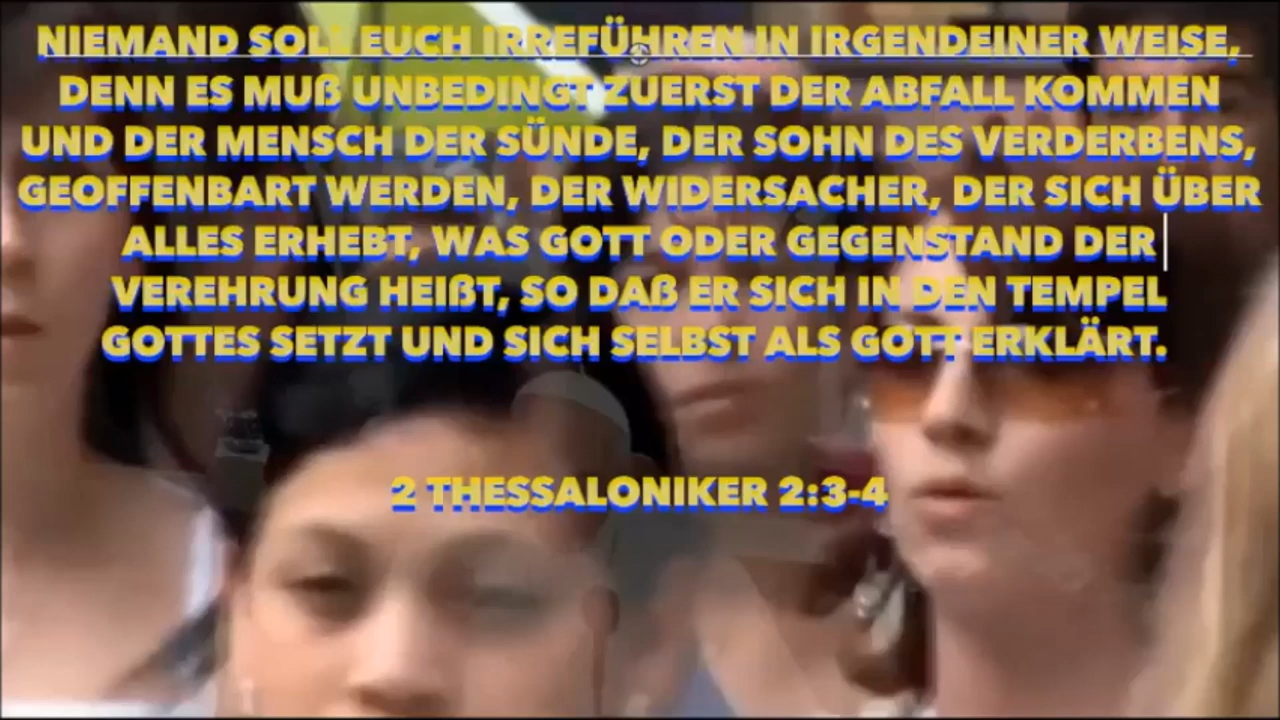 NIEMAND SOLL EUCH IRREFÜHREN IN IRGENDEINER WEISE,
DENN ES MUß UNBEDINGT ZUERST DER ABFALL KOMMEN
UND DER MENSCH DER SÜNDE, DER SOHN DES VERDERBENS,
GEOFFENBART WERDEN, DER WIDERSACHER, DER SICH ÜBER
ALLES ERHEBT, WAS GOTT ODER GEGENSTAND DER
VEREHRUNG HEIßT, SO DAß ER SICH IN DEN TEMPEL
GOTTES SETZT UND SICH SELBST ALS GOTT ERKLÄRT.
2 THESSALONIKER 2:3-4